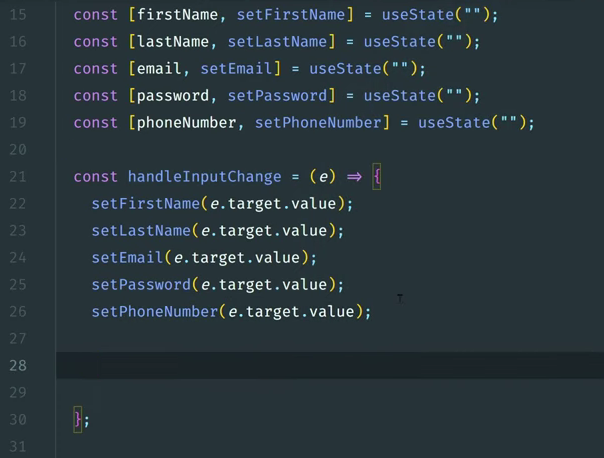 15 const [firstName, setFirstName] = useState("");
16 const [lastName, setLastName] = useState("");
17 const [email, setEmail] = useState("");
18 const [password, setPassword] = useState("");
19 const [phoneNumber, setPhoneNumber] = useState("");
20
21 const handleInputChange = (e) => {
22 setFirstName(e.target.value);
23 setLastName(e.target.value);
24 setEmail(e.target.value);
25 setPassword(e.target.value);
26 setPhoneNumber(e.target.value);
27
28
29
30 };
31